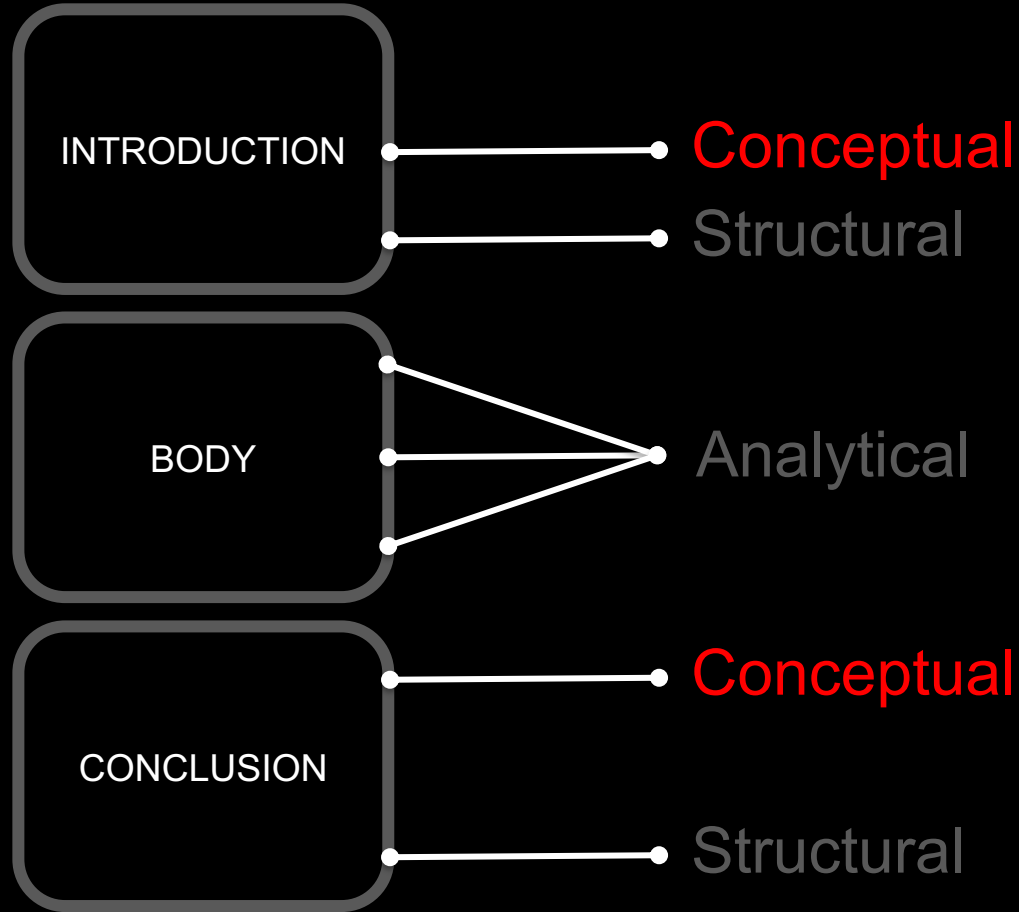 INTRODUCTION
Conceptual
Structural
BODY
Analytical
Conceptual
CONCLUSION
Structural